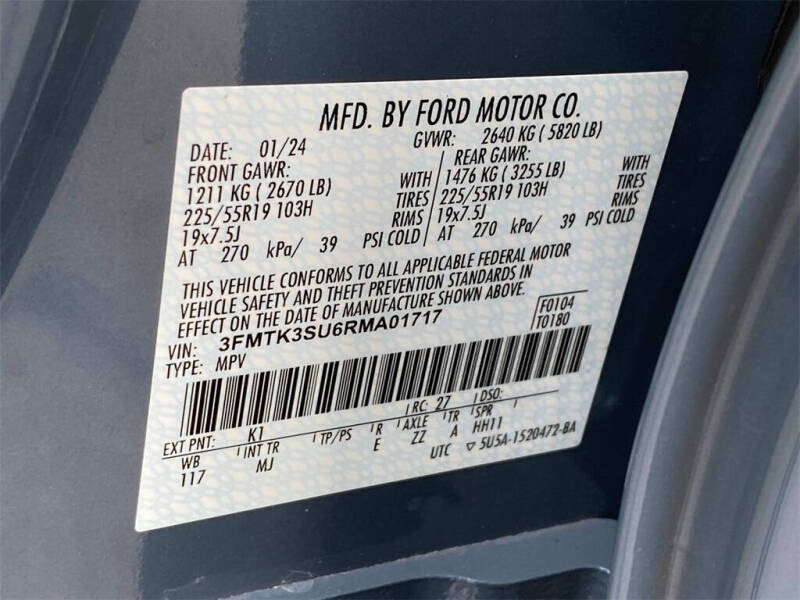 MFD. BY FORD MOTOR CO.
DATE: 01/24 GVWR: 2640 KG ( 5820 LB)
FRONT GAWR: REAR GAWR:
1211 KG ( 2670 LB) WITH 1476 KG ( 3255 LB) WITH
225/55R19 103H TIRES 225/55R19 103H TIRES
19x7.5J RIMS 19x7.5J RIMS
AT 270 kPa/ 39 PSI COLD AT 270 kPa/ 39 PSI COLD
THIS VEHICLE CONFORMS TO ALL APPLICABLE FEDERAL MOTOR
VEHICLE SAFETY AND THEFT PREVENTION STANDARDS IN
EFFECT ON THE DATE OF MANUFACTURE SHOWN ABOVE.
VIN: 3FMTK3SU6RMA01717 F0104
TYPE: MPV T0180
EXT PNT: K1 RC: 27 DSO:
WB INT TR TP/PS R AXLE TR SPR
117 MJ E ZZ A HH11
UTC ▽ 5U5A-1520472-BA